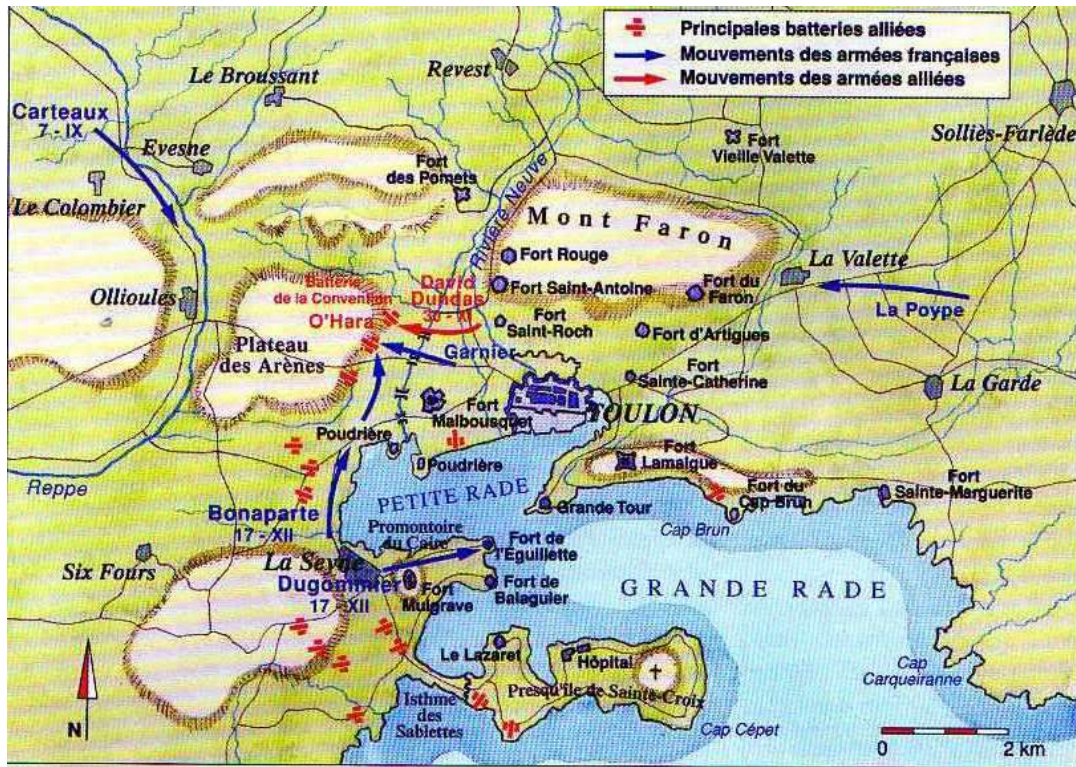 Principales batteries alliées
Mouvements des armées françaises
Mouvements des armées alliées
Revest
Le Broussant
Carteaux
7 - IX
Evesne
Le Colombier
Ollioules
Fort
des Pomets
Rivière Neuve
Fort
Vieille Valette
Solliès-Farlède
Mont Faron
Fort Rouge
Fort Saint-Antoine
Fort du
Faron
La Valette
La Poype
Batterie
de la Convention
O'Hara
David
Dundas
30 - XI
Fort
Saint-Roch
Fort d'Artigues
Garnier
Plateau
des Arènes
Fort
Sainte-Catherine
La Garde
TOULON
Fort
Malbousquet
Poudrière
Poudrière
Reppe
PETITE RADE
Fort
Lamalgue
Fort du
Cap Brun
Fort
Sainte-Marguerite
Grande Tour
Cap Brun
Bonaparte
17 - XII
Promontoire
du Caire
Fort de
l'Eguillette
Six Fours
La Seyne
Dugommier
17 - XII
Fort
Mulgrave
Fort de
Balaguier
GRANDE RADE
Le Lazaret
Hôpital
Presqu'île de Sainte-Croix
Isthme
des
Sablettes
Cap Cépet
Cap
Carqueiranne
N
0
2 km